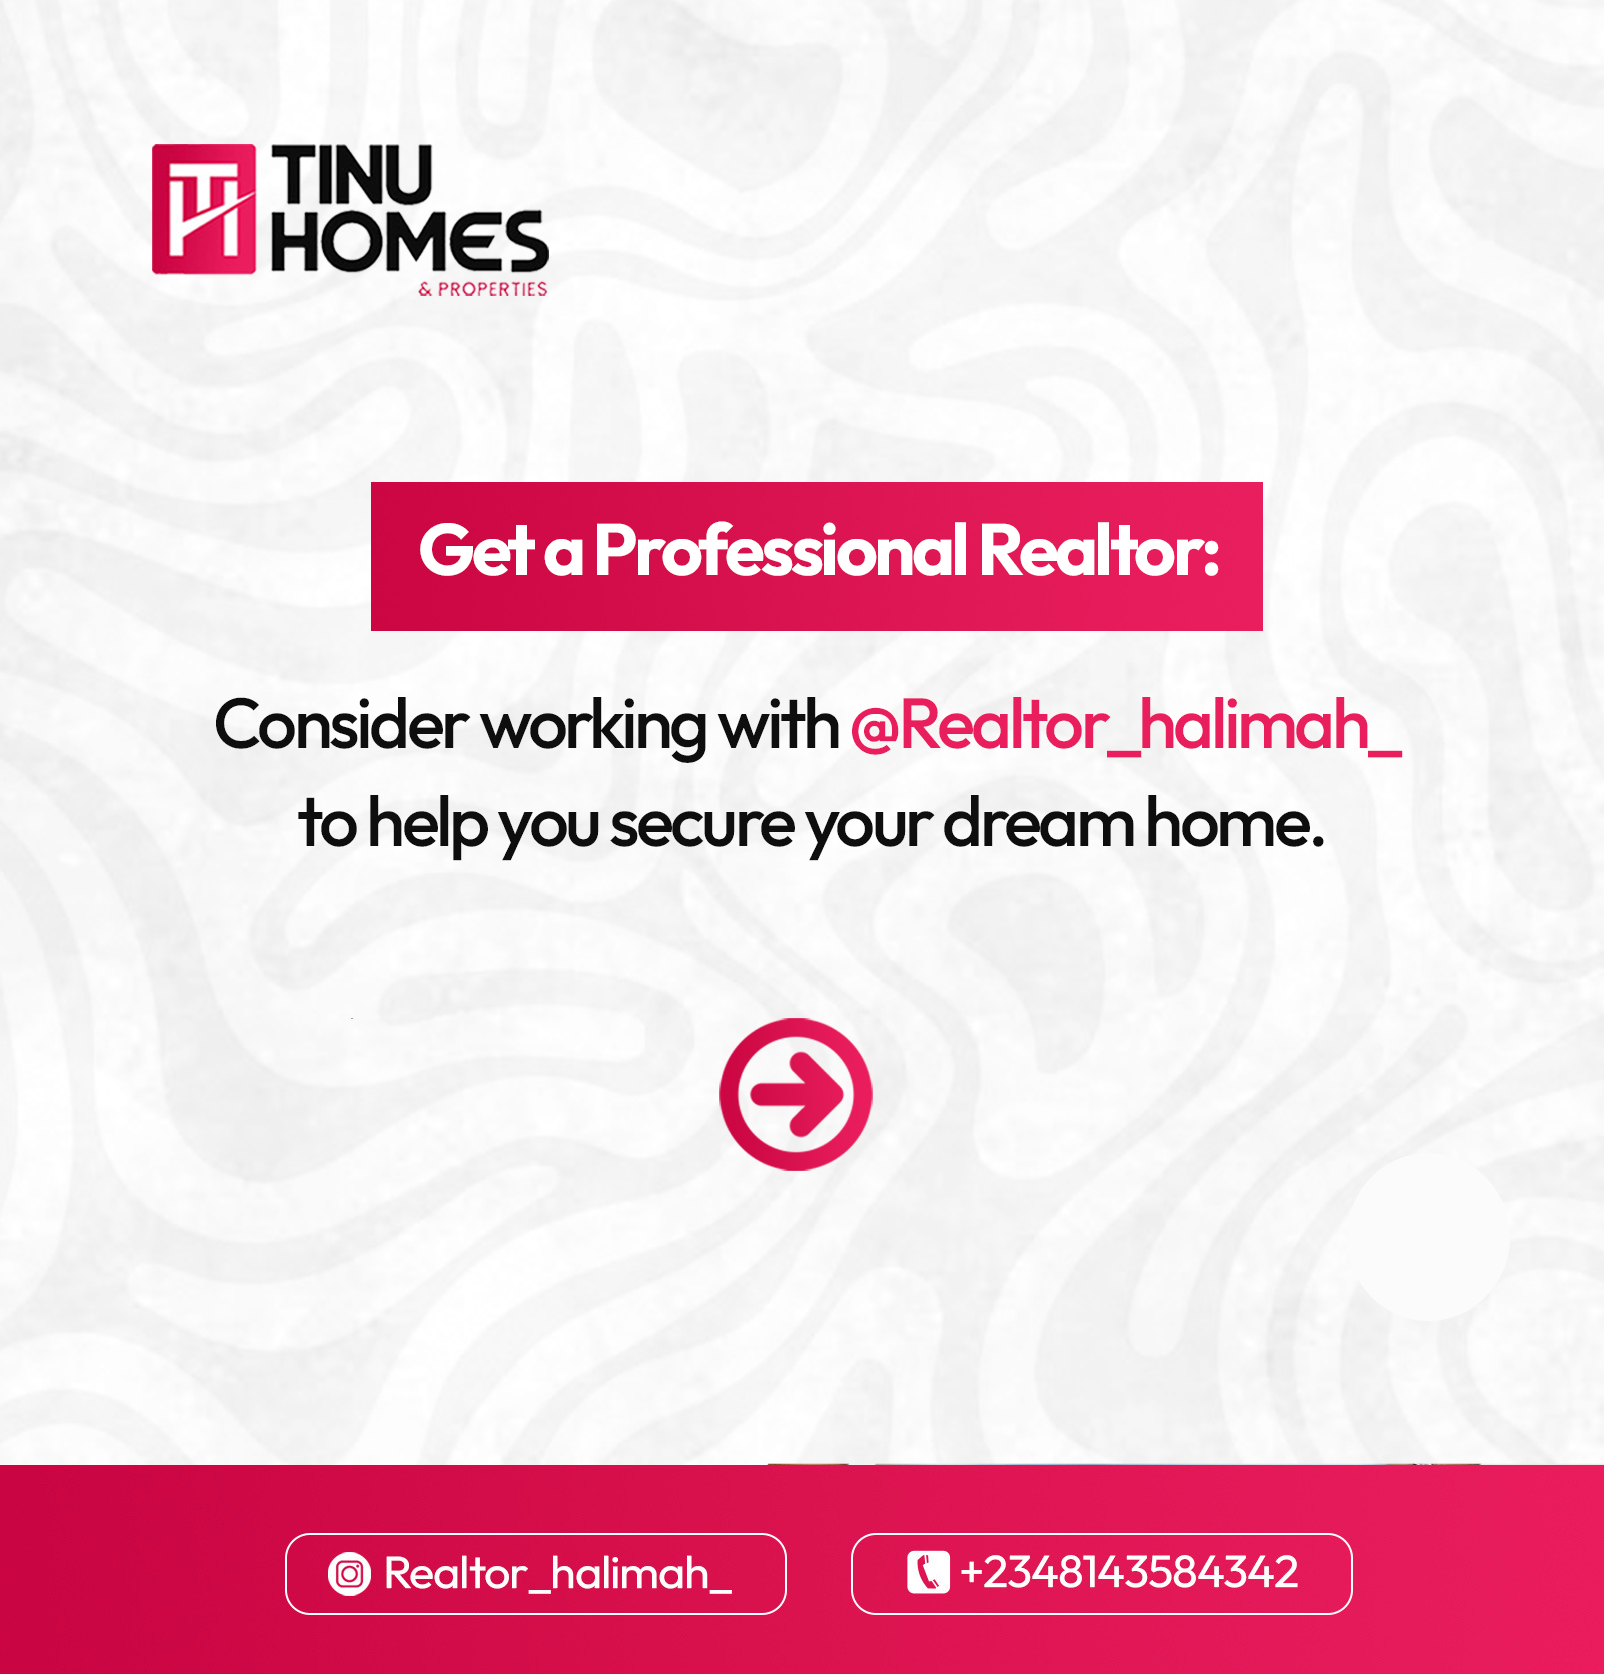 TINU
HOMES
& PROPERTIES
Get a Professional Realtor:
Consider working with @Realtor_halimah_
to help you secure your dream home.
Realtor_halimah_
+2348143584342